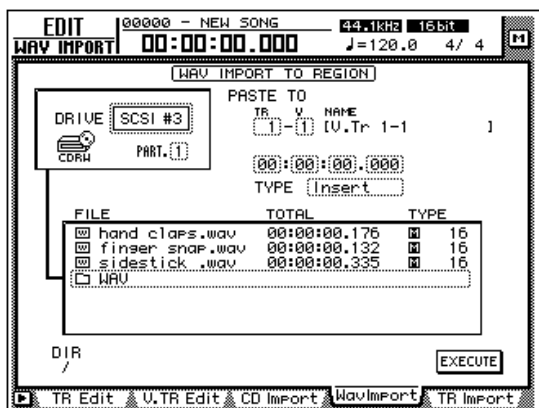 EDIT 00000 - NEW SONG 44.1kHz 16bit M
WAV IMPORT 00:00:00.000 ♩=120.0 4/ 4
WAV IMPORT TO REGION
DRIVE SCSI #3
CDRW PART. 1
PASTE TO
TR V NAME
1-1 [V.Tr 1-1 ]
00:00:00.000
TYPE Insert
FILE TOTAL TYPE
W hand claps.wav 00:00:00.176 M 16
W finger snap.wav 00:00:00.132 M 16
W sidestick .wav 00:00:00.335 M 16
WAV
DIR
/
EXECUTE
TR Edit V.TR Edit CD Import WavImport TR Import